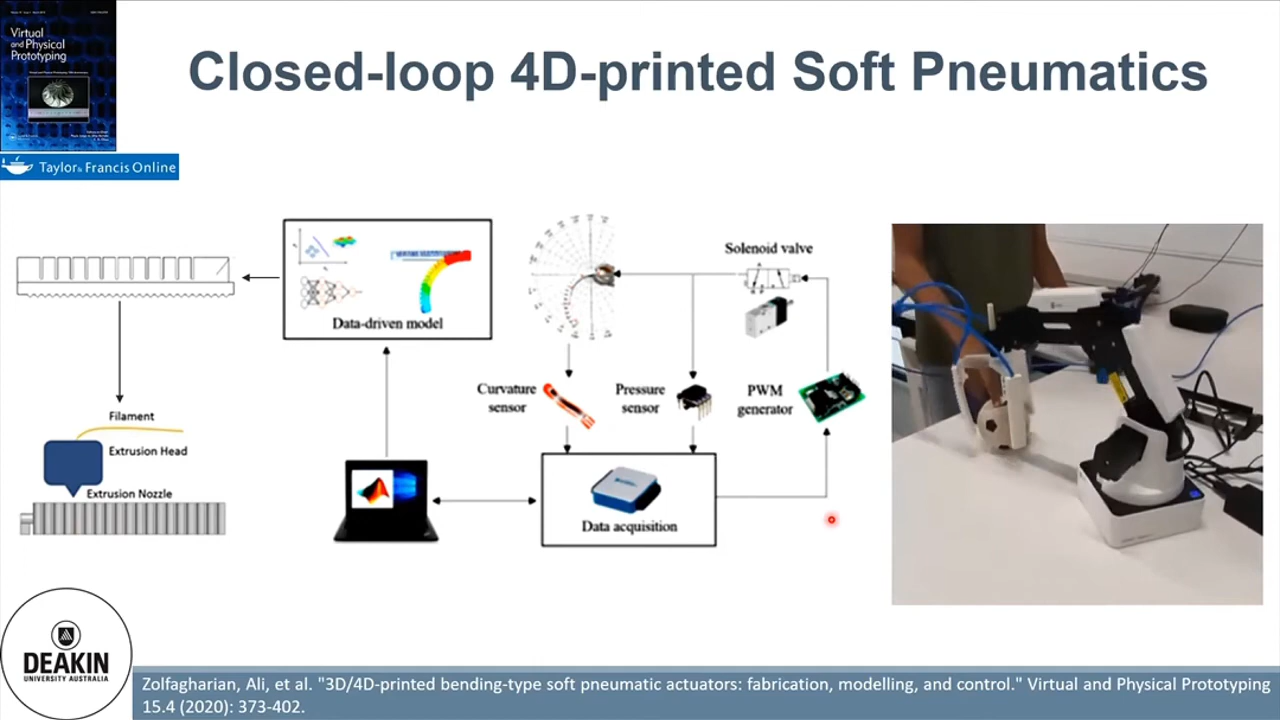 Virtual
and Physical
Prototyping
Closed-loop 4D-printed Soft Pneumatics
Taylor & Francis Online
Solenoid valve
Data-driven model
Curvature
sensor
Pressure
sensor
PWM
generator
Filament
Extrusion Head
Extrusion Nozzle
Data acquisition
DEAKIN
UNIVERSITY AUSTRALIA
Zolfagharian, Ali, et al. "3D/4D-printed bending-type soft pneumatic actuators: fabrication, modelling, and control." Virtual and Physical Prototyping
15.4 (2020): 373-402.